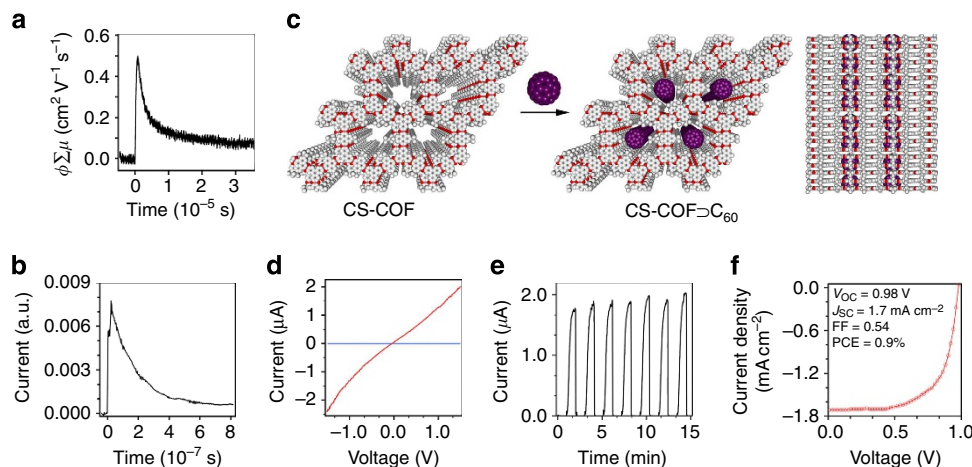 a
0.6
0.4
0.2
0.0
ϕΣμ (cm² V⁻¹ s⁻¹)
0 1 2 3
Time (10⁻⁵ s)
c
CS-COF
CS-COF⊃C₆₀
b
0.009
0.006
0.003
0.000
Current (a.u.)
0 2 4 6 8
Time (10⁻⁷ s)
d
2
1
0
−1
−2
Current (μA)
−1.0 0.0 1.0
Voltage (V)
e
2.0
1.0
0.0
Current (μA)
0 5 10 15
Time (min)
f
V_OC = 0.98 V
J_SC = 1.7 mA cm⁻²
FF = 0.54
PCE = 0.9%
0.0
−0.6
−1.2
−1.8
Current density
(mA cm⁻²)
0.0 0.5 1.0
Voltage (V)